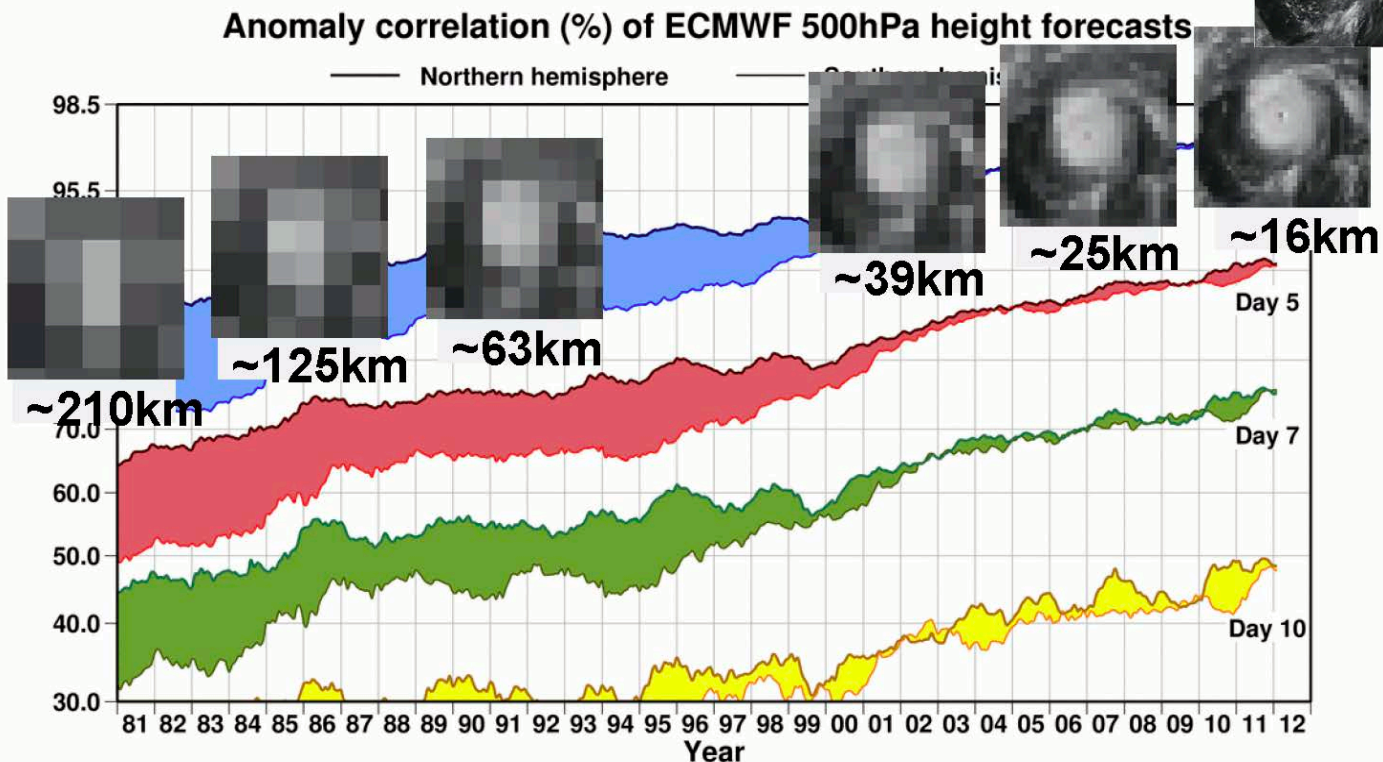 Anomaly correlation (%) of ECMWF 500hPa height forecasts
Northern hemisphere
98.5
95.5
~210km
~125km
~63km
~39km
~25km
~16km
Day 5
70.0
Day 7
60.0
50.0
40.0
Day 10
30.0
81 82 83 84 85 86 87 88 89 90 91 92 93 94 95 96 97 98 99 00 01 02 03 04 05 06 07 08 09 10 11 12
Year